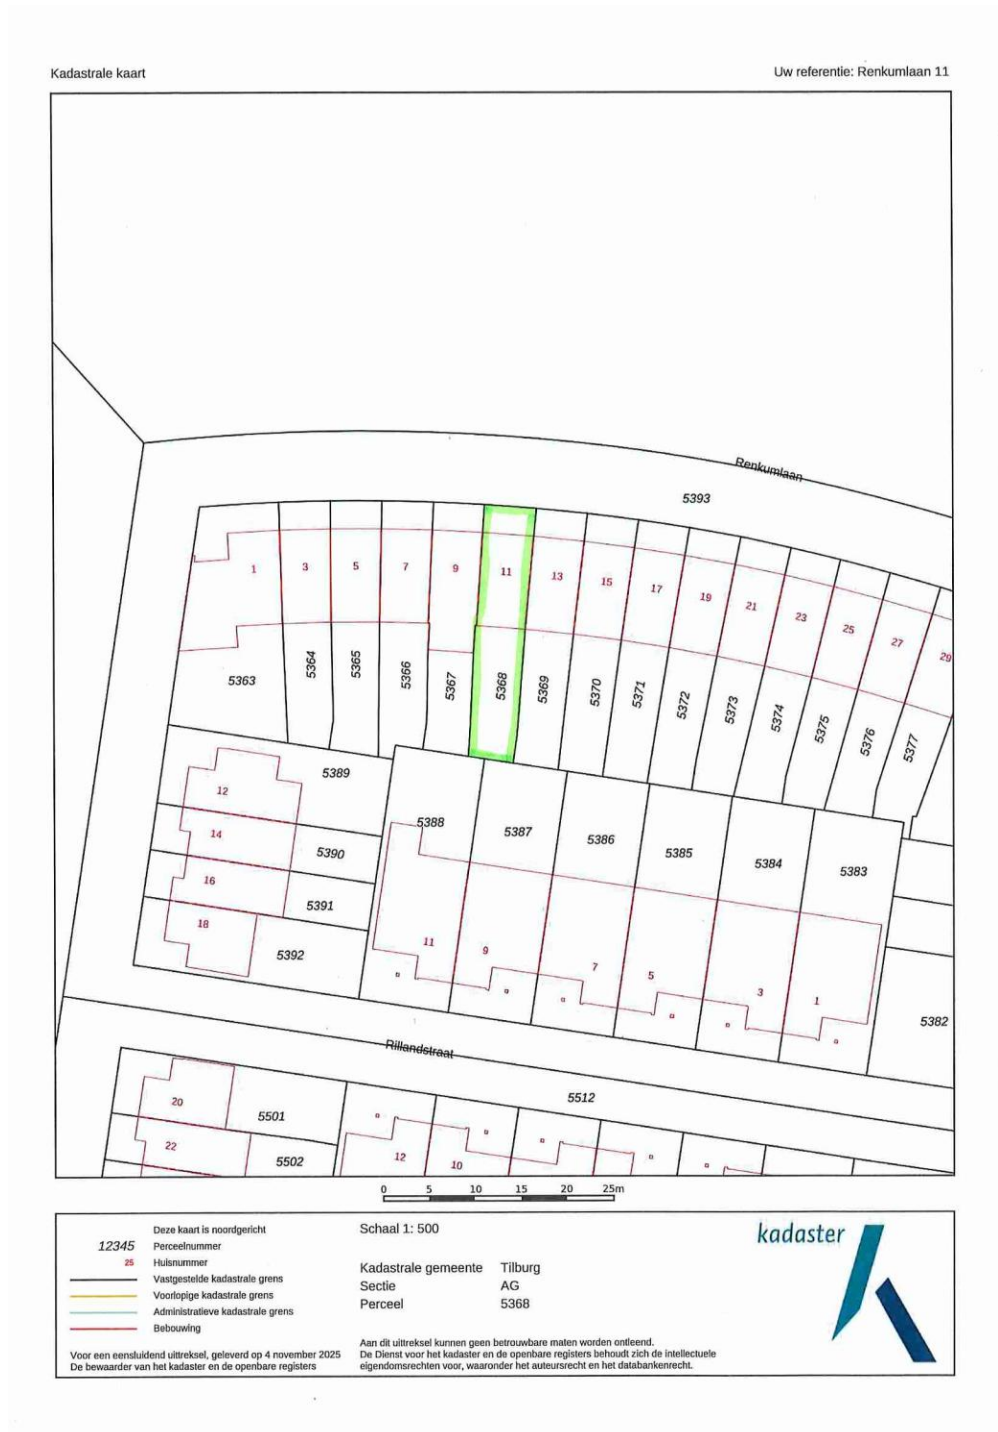 Kadastrale kaart
Uw referentie: Renkumlaan 11
Renkumlaan
5393
1
3
5
7
9
11
13
15
17
19
21
23
25
27
29
5363
5364
5365
5366
5367
5368
5369
5370
5371
5372
5373
5374
5375
5376
5377
5389
12
14
5390
16
5391
18
5392
5388
5387
5386
5385
5384
5383
11
9
7
5
3
1
5382
Rillandstraat
5512
20
5501
22
5502
12
10
0 5 10 15 20 25m
Deze kaart is noordgericht
12345 Perceelnummer
25 Huisnummer
Vastgestelde kadastrale grens
Voorlopige kadastrale grens
Administratieve kadastrale grens
Bebouwing
Voor een eensluidend uittreksel, geleverd op 4 november 2025
De bewaarder van het kadaster en de openbare registers
Schaal 1: 500
Kadastrale gemeente Tilburg
Sectie AG
Perceel 5368
Aan dit uittreksel kunnen geen betrouwbare maten worden ontleend.
De Dienst voor het kadaster en de openbare registers behoudt zich de intellectuele
eigendomsrechten voor, waaronder het auteursrecht en het databankenrecht.
kadaster